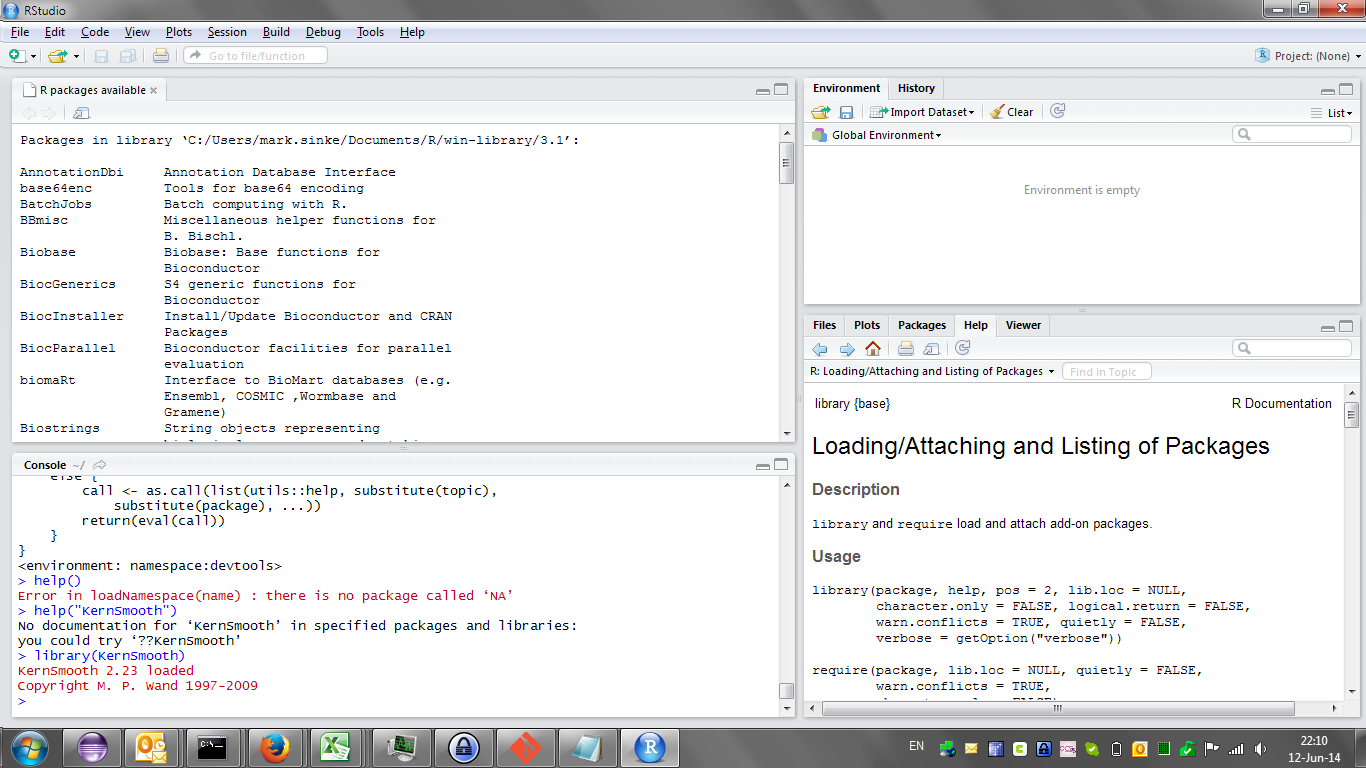 RStudio
File Edit Code View Plots Session Build Debug Tools Help
Go to file/function
Project: (None)
R packages available
Packages in library ‘C:/Users/mark.sinke/Documents/R/win-library/3.1’:
AnnotationDbi Annotation Database Interface
base64enc Tools for base64 encoding
BatchJobs Batch computing with R.
BBmisc Miscellaneous helper functions for
B. Bischl.
Biobase Biobase: Base functions for
Bioconductor
BiocGenerics S4 generic functions for
Bioconductor
BiocInstaller Install/Update Bioconductor and CRAN
Packages
BiocParallel Bioconductor facilities for parallel
evaluation
biomaRt Interface to BioMart databases (e.g.
Ensembl, COSMIC ,Wormbase and
Gramene)
Biostrings String objects representing
Console ~/
else {
call <- as.call(list(utils::help, substitute(topic),
substitute(package), ...))
return(eval(call))
}
}
<environment: namespace:devtools>
> help()
Error in loadNamespace(name) : there is no package called ‘NA’
> help("KernSmooth")
No documentation for ‘KernSmooth’ in specified packages and libraries:
you could try ‘??KernSmooth’
> library(KernSmooth)
KernSmooth 2.23 loaded
Copyright M. P. Wand 1997-2009
>
Environment History
Import Dataset Clear List
Global Environment
Environment is empty
Files Plots Packages Help Viewer
R: Loading/Attaching and Listing of Packages Find in Topic
library {base} R Documentation
Loading/Attaching and Listing of Packages
Description
library and require load and attach add-on packages.
Usage
library(package, help, pos = 2, lib.loc = NULL,
character.only = FALSE, logical.return = FALSE,
warn.conflicts = TRUE, quietly = FALSE,
verbose = getOption("verbose"))
require(package, lib.loc = NULL, quietly = FALSE,
warn.conflicts = TRUE,
EN
22:10
12-Jun-14